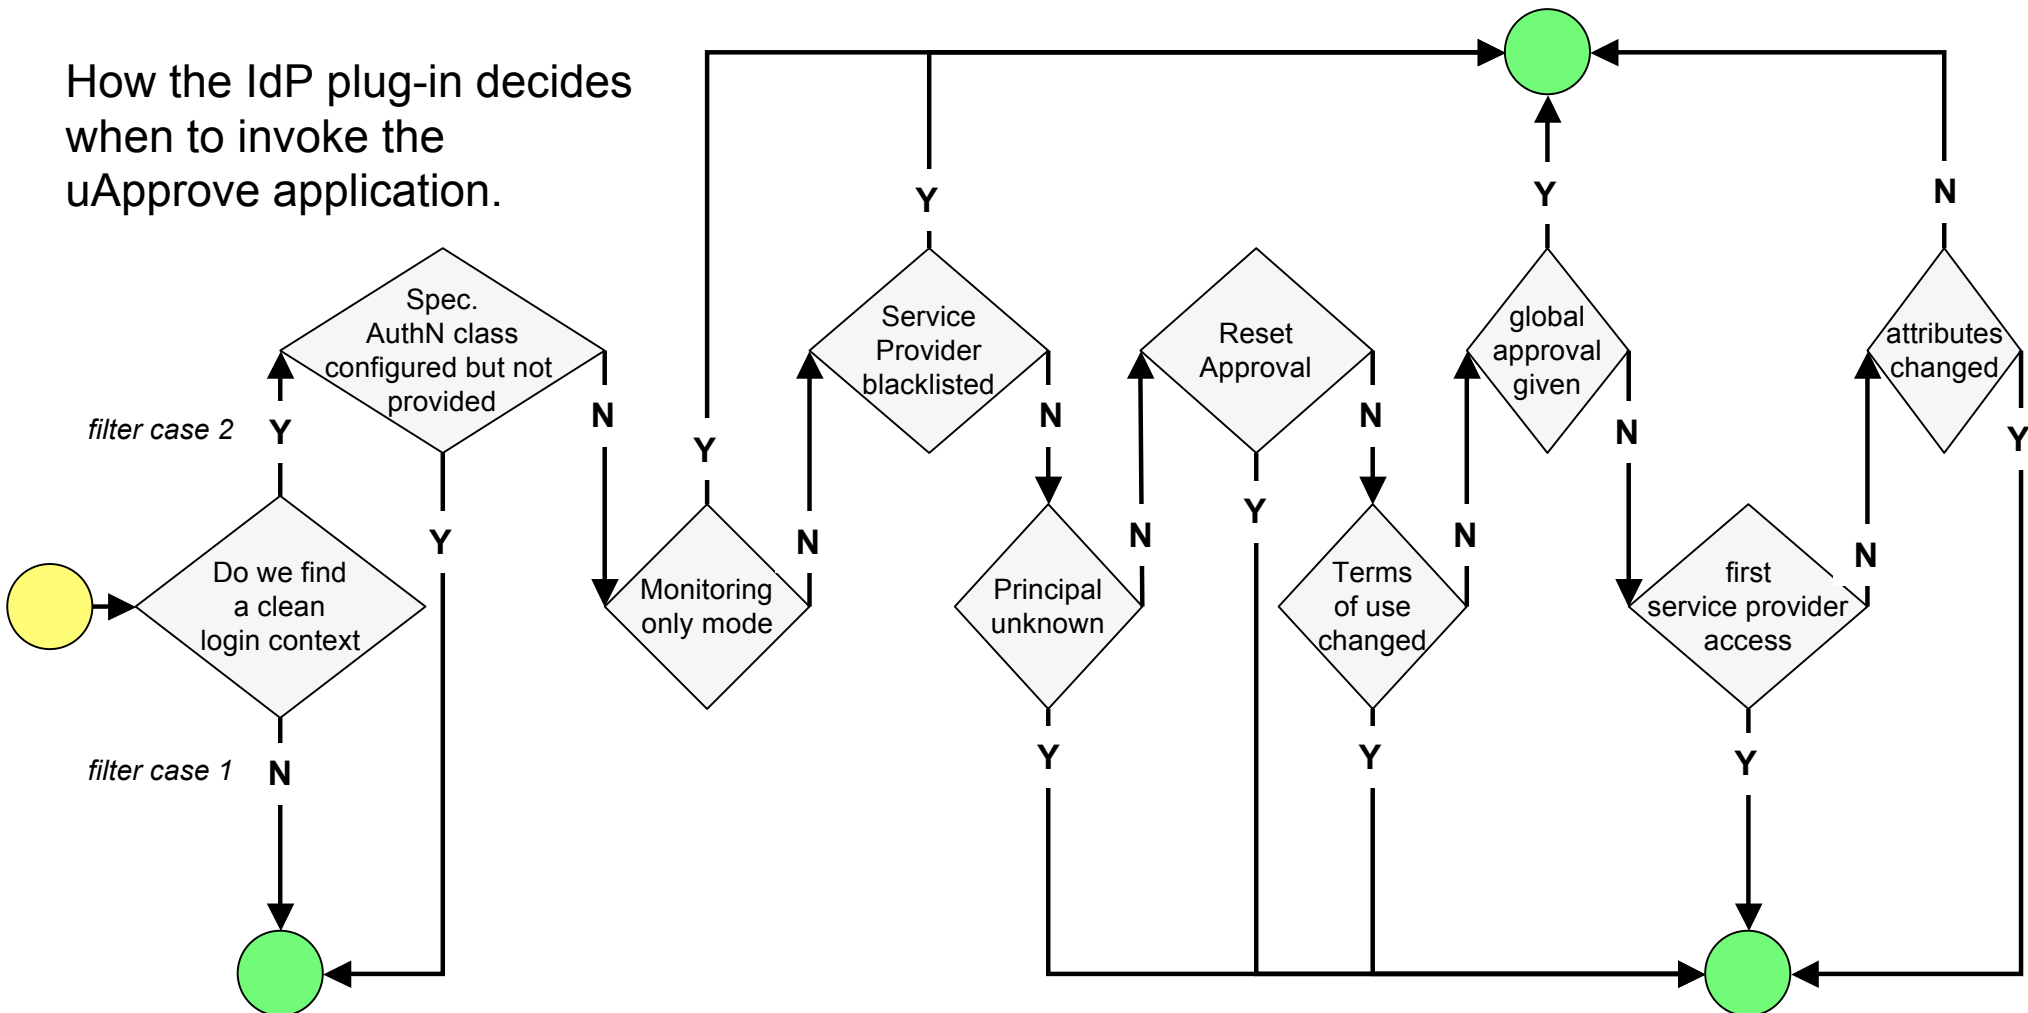 How the IdP plug-in decides
when to invoke the
uApprove application.
Spec.
AuthN class
configured but not
provided
Service
Provider
blacklisted
Reset
Approval
global
approval
given
attributes
changed
Y
N
Y
N
Y
N
N
N
Y
Y
filter case 2
Y
Y
N
N
Y
N
N
Do we find
a clean
login context
Monitoring
only mode
Principal
unknown
Terms
of use
changed
first
service provider
access
filter case 1
N
Y
Y
Y